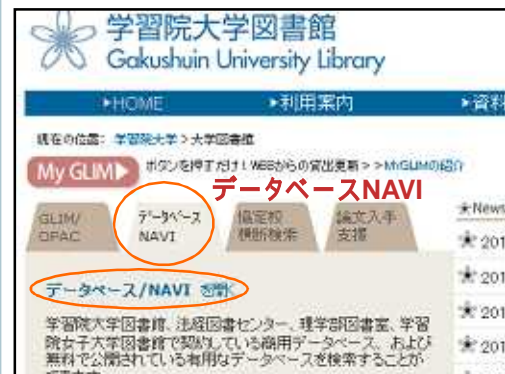 学習院大学図書館
Gakushuin University Library
▶HOME ▶利用案内 ▶資料
現在の位置: 学習院大学 > 大学図書館
My GLIM▶ ボタンを押すだけ!WEBからの貸出更新>>MyGLIMの紹介
データベースNAVI
GLIM/ データベース 協定校 論文入手
OPAC NAVI 横断検索 支援
★News
★ 201
★ 201
★ 201
★ 201
データベース/NAVI を開く
学習院大学図書館、法経図書センター、理学部図書室、学習
院女子大学図書館で契約している商用データベース、および
無料で公開されている有用なデータベースを検索することが